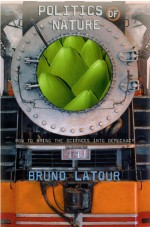 POLITICS OF
NATURE
HOW TO BRING THE SCIENCES INTO DEMOCRACY
BRUNO LATOUR